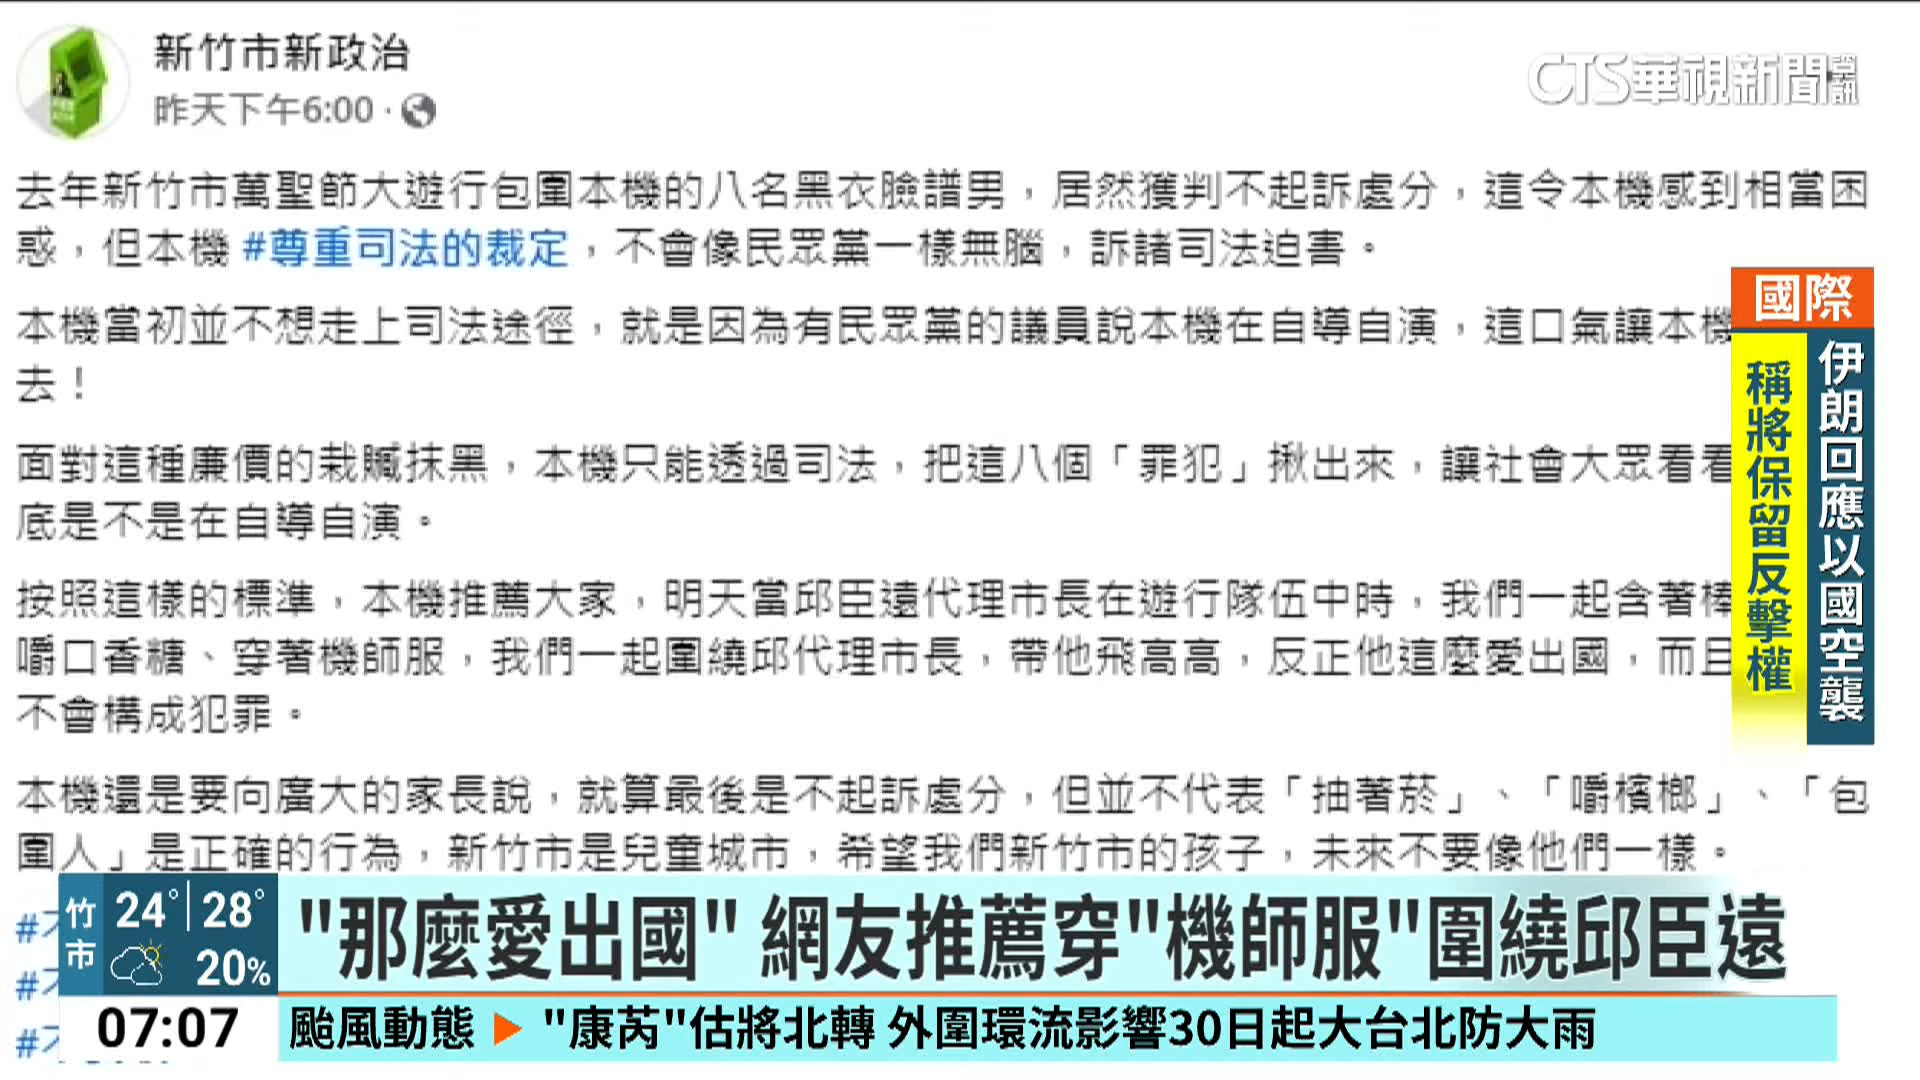 新竹市新政治
昨天下午6:00 ·
CTS華視新聞資訊
去年新竹市萬聖節大遊行包圍本機的八名黑衣臉譜男，居然獲判不起訴處分，這令本機感到相當困
惑，但本機 #尊重司法的裁定，不會像民眾黨一樣無腦，訴諸司法迫害。
本機當初並不想走上司法途徑，就是因為有民眾黨的議員說本機在自導自演，這口氣讓本機
去！
面對這種廉價的栽贓抹黑，本機只能透過司法，把這八個「罪犯」揪出來，讓社會大眾看看
底是不是在自導自演。
按照這樣的標準，本機推薦大家，明天當邱臣遠代理市長在遊行隊伍中時，我們一起含著棒
嚼口香糖、穿著機師服，我們一起圍繞邱代理市長，帶他飛高高，反正他這麼愛出國，而且
不會構成犯罪。
本機還是要向廣大的家長說，就算最後是不起訴處分，但並不代表「抽著菸」、「嚼檳榔」、「包
圍人」是正確的行為，新竹市是兒童城市，希望我們新竹市的孩子，未來不要像他們一樣。
國際
伊朗回應以國空襲
稱將保留反擊權
竹市
24° 28°
20%
07:07
"那麼愛出國" 網友推薦穿"機師服"圍繞邱臣遠
颱風動態 ▶ "康芮"估將北轉 外圍環流影響30日起大台北防大雨